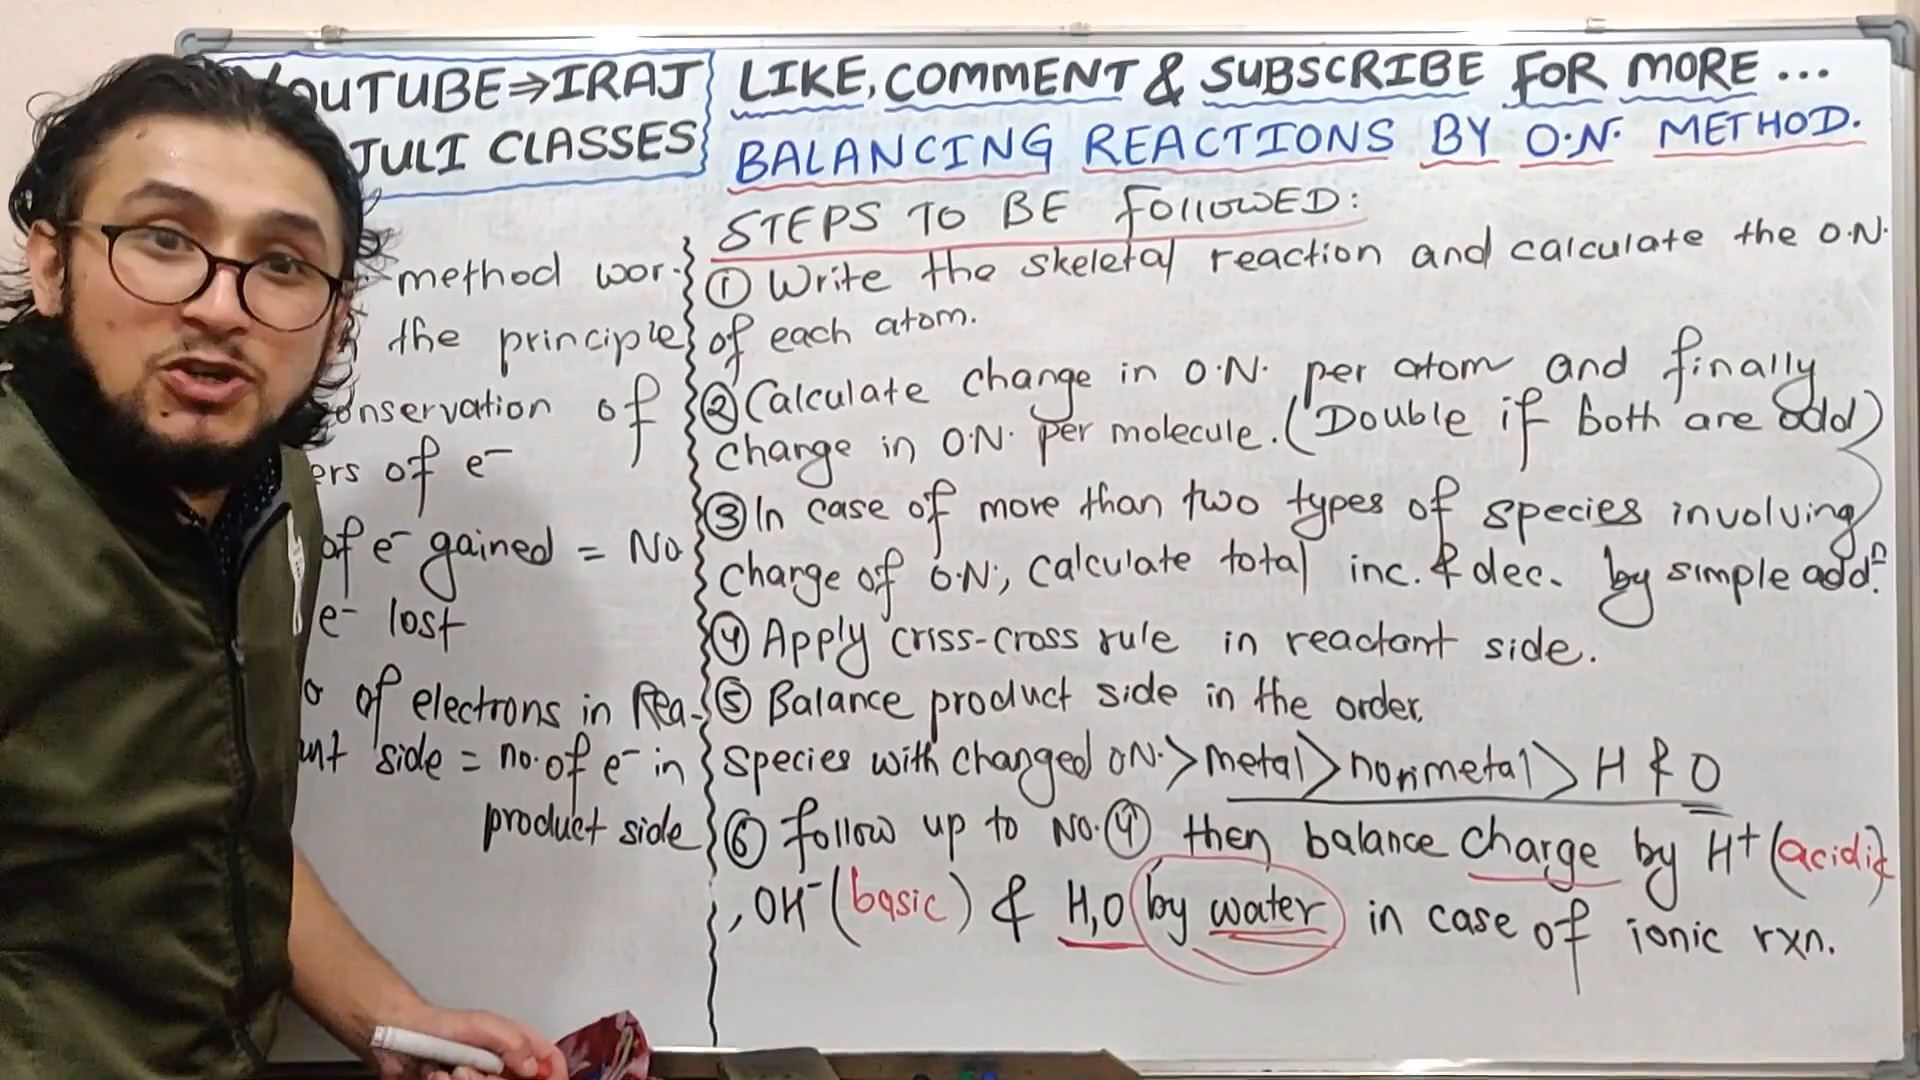 OUTUBE⇒IRAJ
JULI CLASSES
LIKE, COMMENT & SUBSCRIBE FOR MORE ...
BALANCING REACTIONS BY O.N. METHOD.
method wor-
the principle
onservation of
ers of e⁻
of e⁻ gained = No
e⁻ lost
o of electrons in Rea-
unt side = no. of e⁻ in
product side
STEPS TO BE FOLLOWED:
① Write the skeletal reaction and calculate the O.N.
of each atom.
② Calculate change in O.N. per atom and finally
change in O.N. per molecule. (Double if both are odd)
③ In case of more than two types of species involving
charge of O.N., calculate total inc. & dec. by simple addⁿ.
④ Apply criss-cross rule in reactant side.
⑤ Balance product side in the order,
species with changed O.N. > metal > nonmetal > H & O
⑥ follow up to No. ④ then balance charge by H⁺ (acidic
, OH⁻ (basic) & H,O by water in case of ionic rxn.